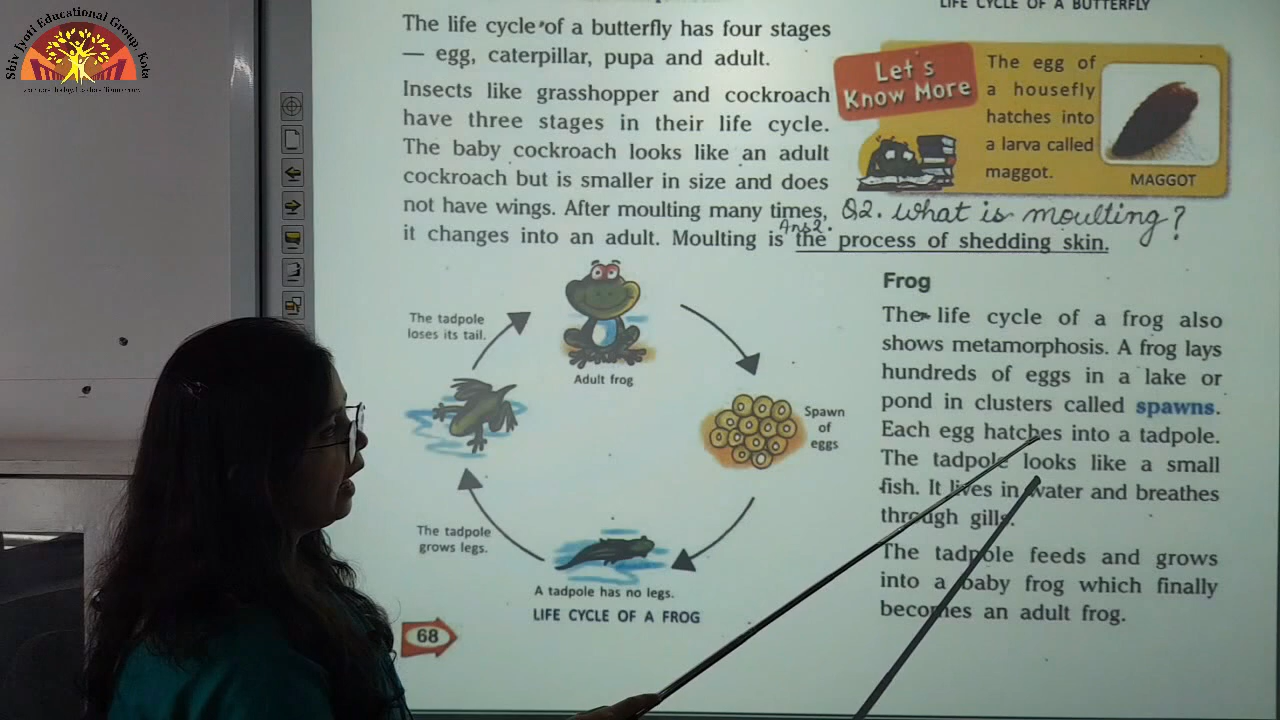 Shiv Jyoti Educational Group, Kota
LIFE CYCLE OF A BUTTERFLY
The life cycle of a butterfly has four stages
— egg, caterpillar, pupa and adult.
Insects like grasshopper and cockroach
have three stages in their life cycle.
The baby cockroach looks like an adult
cockroach but is smaller in size and does
not have wings. After moulting many times,
it changes into an adult. Moulting is the process of shedding skin.
Let's
Know More
The egg of
a housefly
hatches into
a larva called
maggot.
MAGGOT
Q2. What is moulting?
Ans2.
The tadpole
loses its tail.
Adult frog
Spawn
of
eggs
The tadpole
grows legs.
A tadpole has no legs.
LIFE CYCLE OF A FROG
68
Frog
The life cycle of a frog also
shows metamorphosis. A frog lays
hundreds of eggs in a lake or
pond in clusters called spawns.
Each egg hatches into a tadpole.
The tadpole looks like a small
fish. It lives in water and breathes
through gills.
The tadpole feeds and grows
into a baby frog which finally
becomes an adult frog.